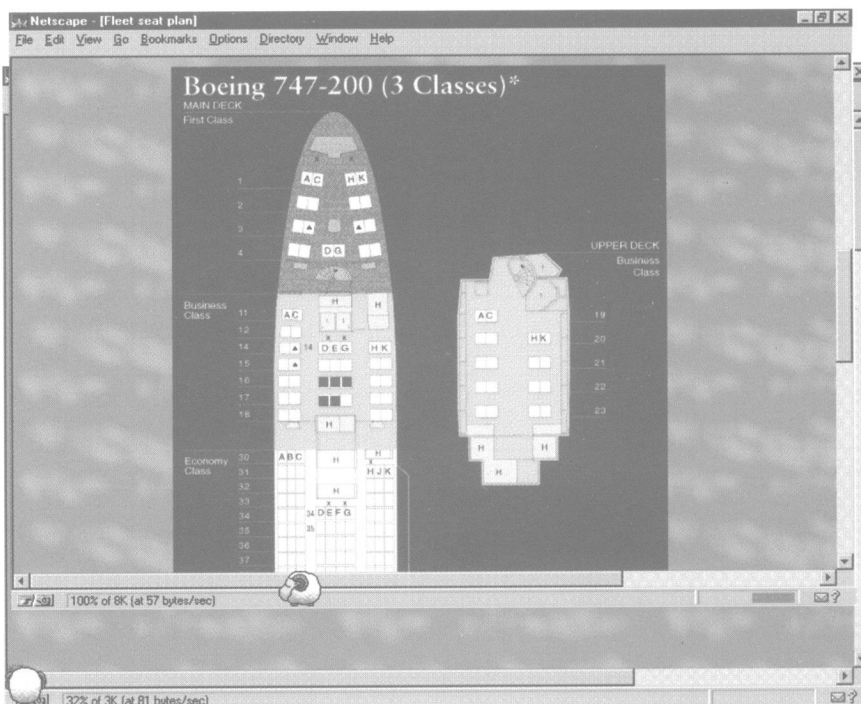 Netscape - [Fleet seat plan]
File Edit View Go Bookmarks Options Directory Window Help
Boeing 747-200 (3 Classes)*
MAIN DECK
First Class
1 A C H K
2
3
4 D G
UPPER DECK
Business
Class
Business
Class
H H
11 A C
12
x x
14 14 D E G H K
15
16
17
18
H
A C 19
H K 20
21
22
23
H H
H
Economy
Class
30 A B C H H
x
31 H J K
32 H
33
x x
34 34 D E F G
35 35
36
37
100% of 8K (at 57 bytes/sec)
32% of 3K (at 81 bytes/sec)